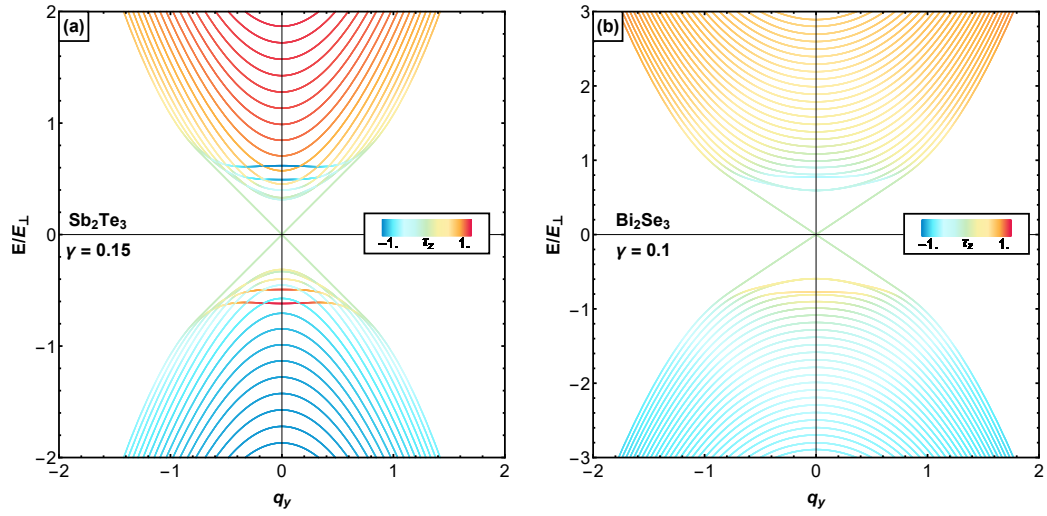 (a)
2
1
0
−1
−2
E/E⊥
Sb₂Te₃
γ = 0.15
−1. τz 1.
−2 −1 0 1 2
qy
(b)
3
2
1
0
−1
−2
−3
E/E⊥
Bi₂Se₃
γ = 0.1
−1. τz 1.
−2 −1 0 1 2
qy